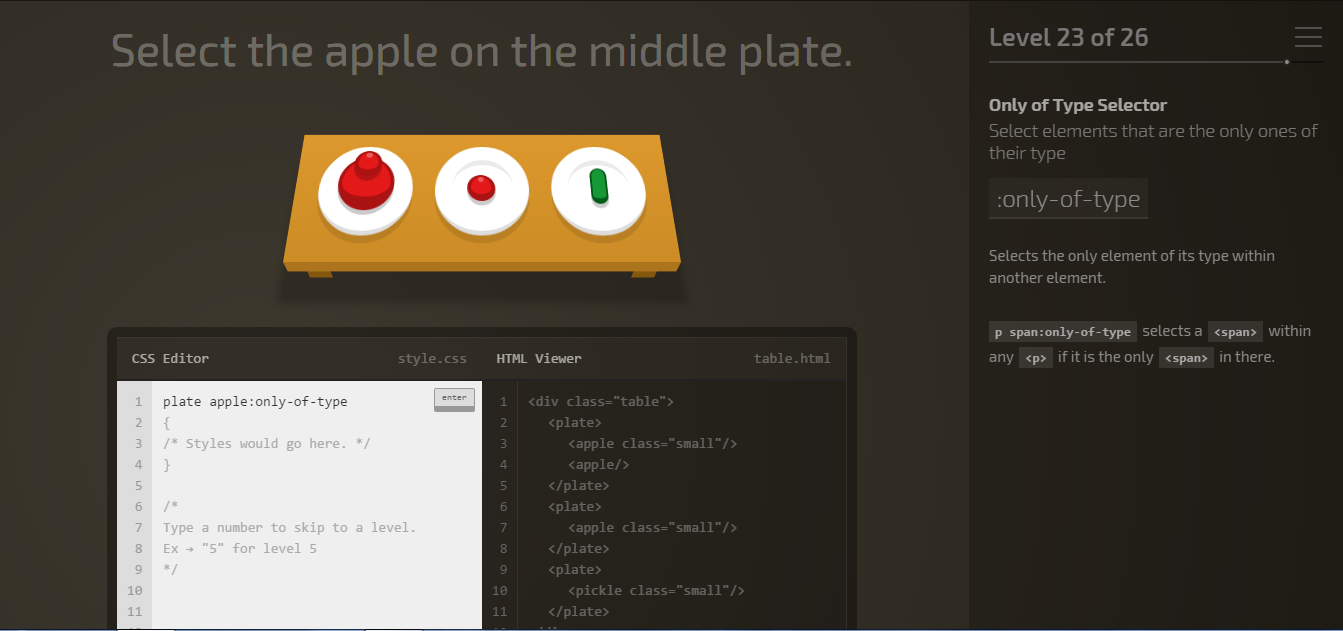 Select the apple on the middle plate.
CSS Editor
style.css
1 plate apple:only-of-type
enter
2 {
3 /* Styles would go here. */
4 }
5
6 /*
7 Type a number to skip to a level.
8 Ex → "5" for level 5
9 */
10
11
HTML Viewer
table.html
1 <div class="table">
2 <plate>
3 <apple class="small"/>
4 <apple/>
5 </plate>
6 <plate>
7 <apple class="small"/>
8 </plate>
9 <plate>
10 <pickle class="small"/>
11 </plate>
Level 23 of 26
Only of Type Selector
Select elements that are the only ones of
their type
:only-of-type
Selects the only element of its type within
another element.
p span:only-of-type selects a <span> within
any <p> if it is the only <span> in there.